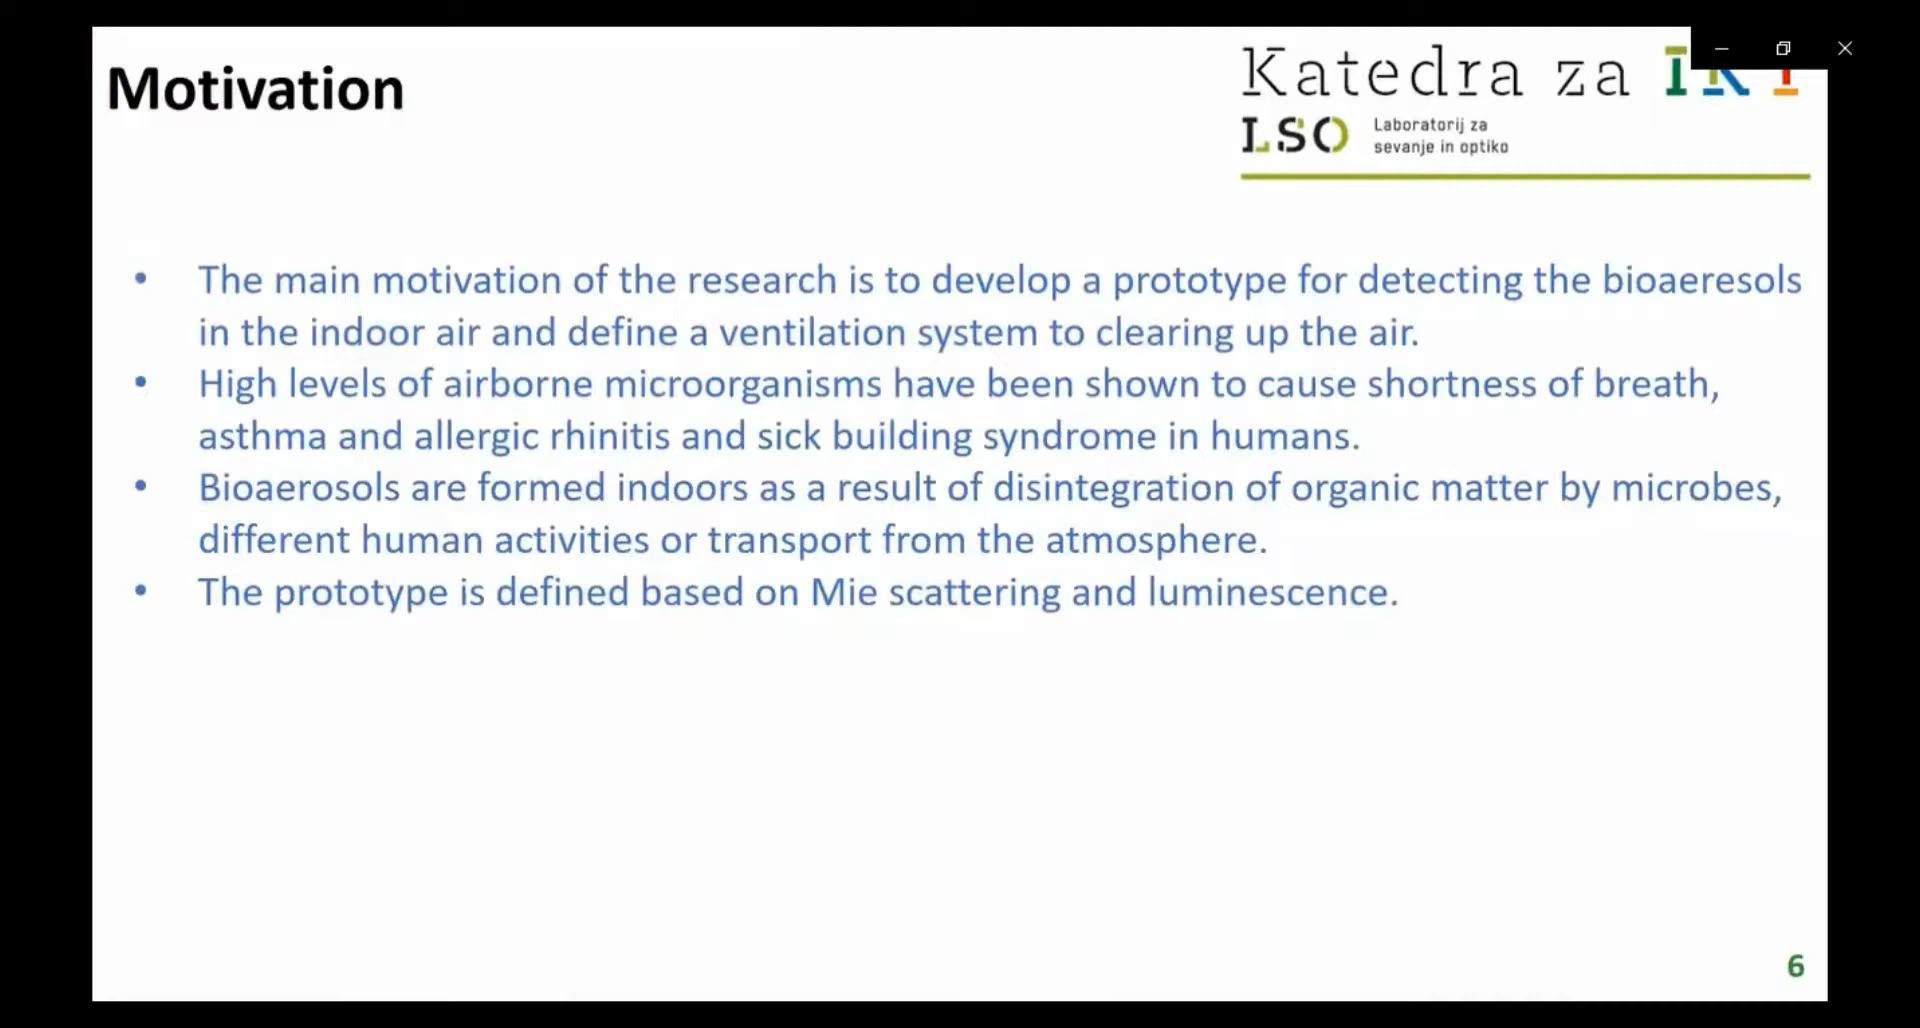 Motivation
Katedra za
LSO
Laboratorij za
sevanje in optiko
• The main motivation of the research is to develop a prototype for detecting the bioaeresols
in the indoor air and define a ventilation system to clearing up the air.
• High levels of airborne microorganisms have been shown to cause shortness of breath,
asthma and allergic rhinitis and sick building syndrome in humans.
• Bioaerosols are formed indoors as a result of disintegration of organic matter by microbes,
different human activities or transport from the atmosphere.
• The prototype is defined based on Mie scattering and luminescence.
6